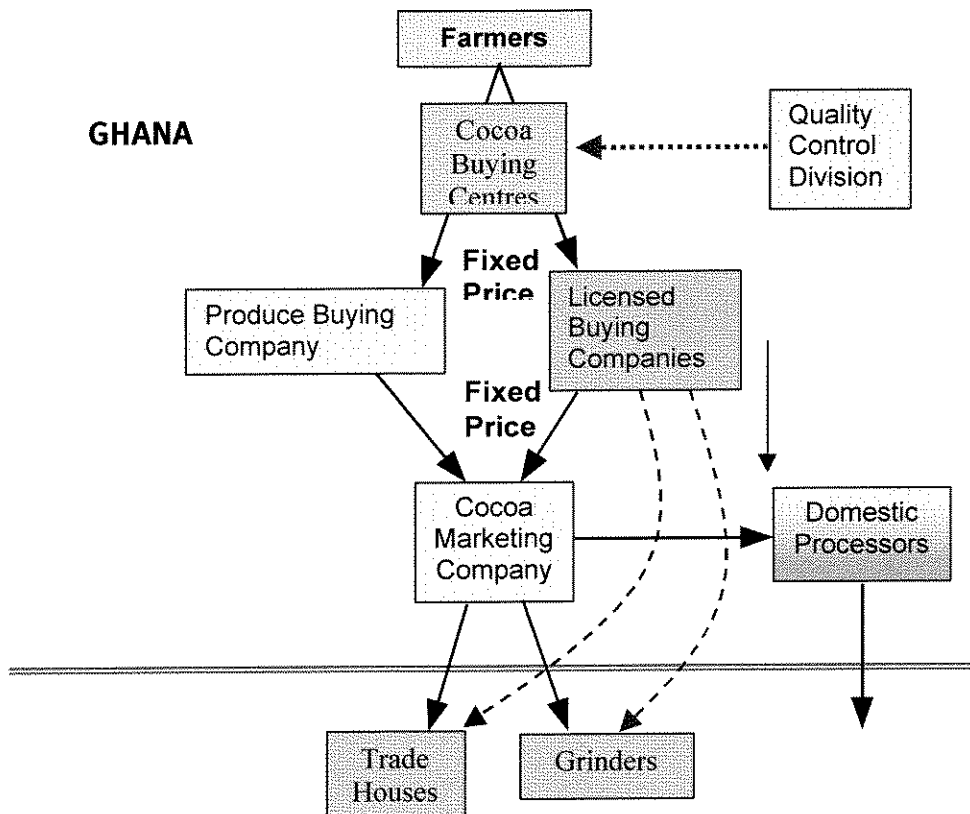 Farmers
GHANA
Cocoa
Buying
Centres
Quality
Control
Division
Fixed
Price
Produce Buying
Company
Licensed
Buying
Companies
Fixed
Price
Cocoa
Marketing
Company
Domestic
Processors
Trade
Houses
Grinders